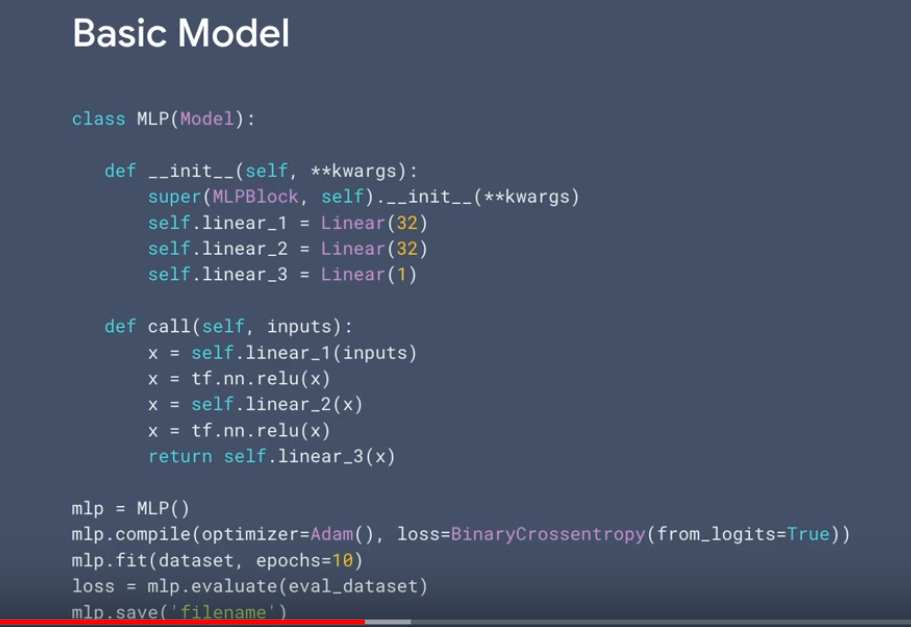 Basic Model
class MLP(Model):
def __init__(self, **kwargs):
super(MLPBlock, self).__init__(**kwargs)
self.linear_1 = Linear(32)
self.linear_2 = Linear(32)
self.linear_3 = Linear(1)
def call(self, inputs):
x = self.linear_1(inputs)
x = tf.nn.relu(x)
x = self.linear_2(x)
x = tf.nn.relu(x)
return self.linear_3(x)
mlp = MLP()
mlp.compile(optimizer=Adam(), loss=BinaryCrossentropy(from_logits=True))
mlp.fit(dataset, epochs=10)
loss = mlp.evaluate(eval_dataset)
mlp.save('filename')